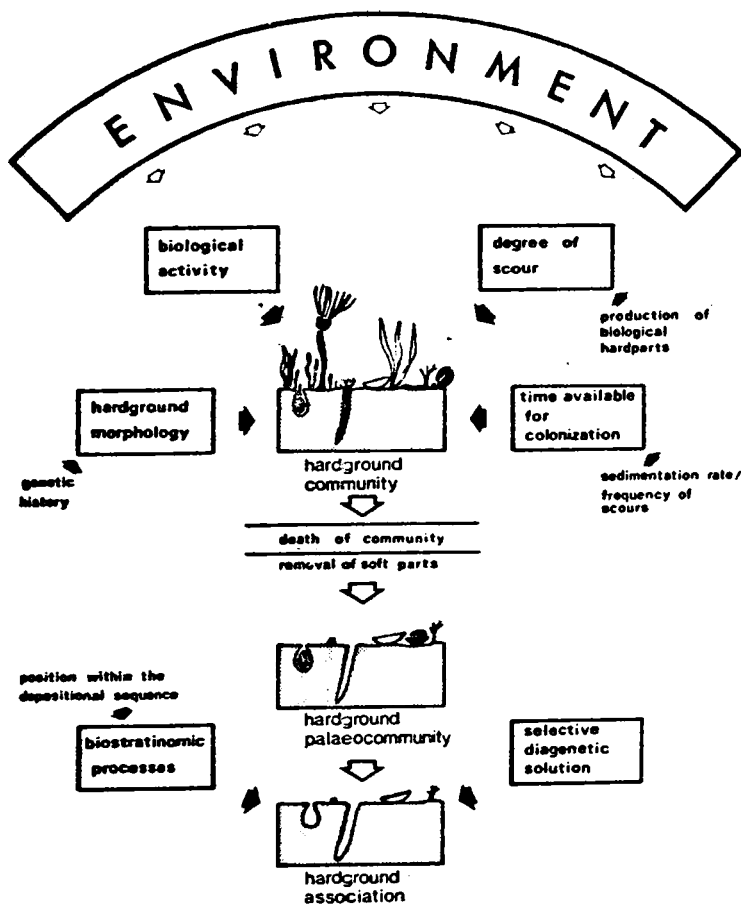 ENVIRONMENT
biological
activity
degree of
scour
production of
biological
hardparts
hardground
morphology
time available
for
colonization
genetic
history
hardground
community
sedimentation rate/
frequency of
scours
death of community
removal of soft parts
position within the
depositional sequence
biostratinomic
processes
hardground
palaeocommunity
selective
diagenetic
solution
hardground
association